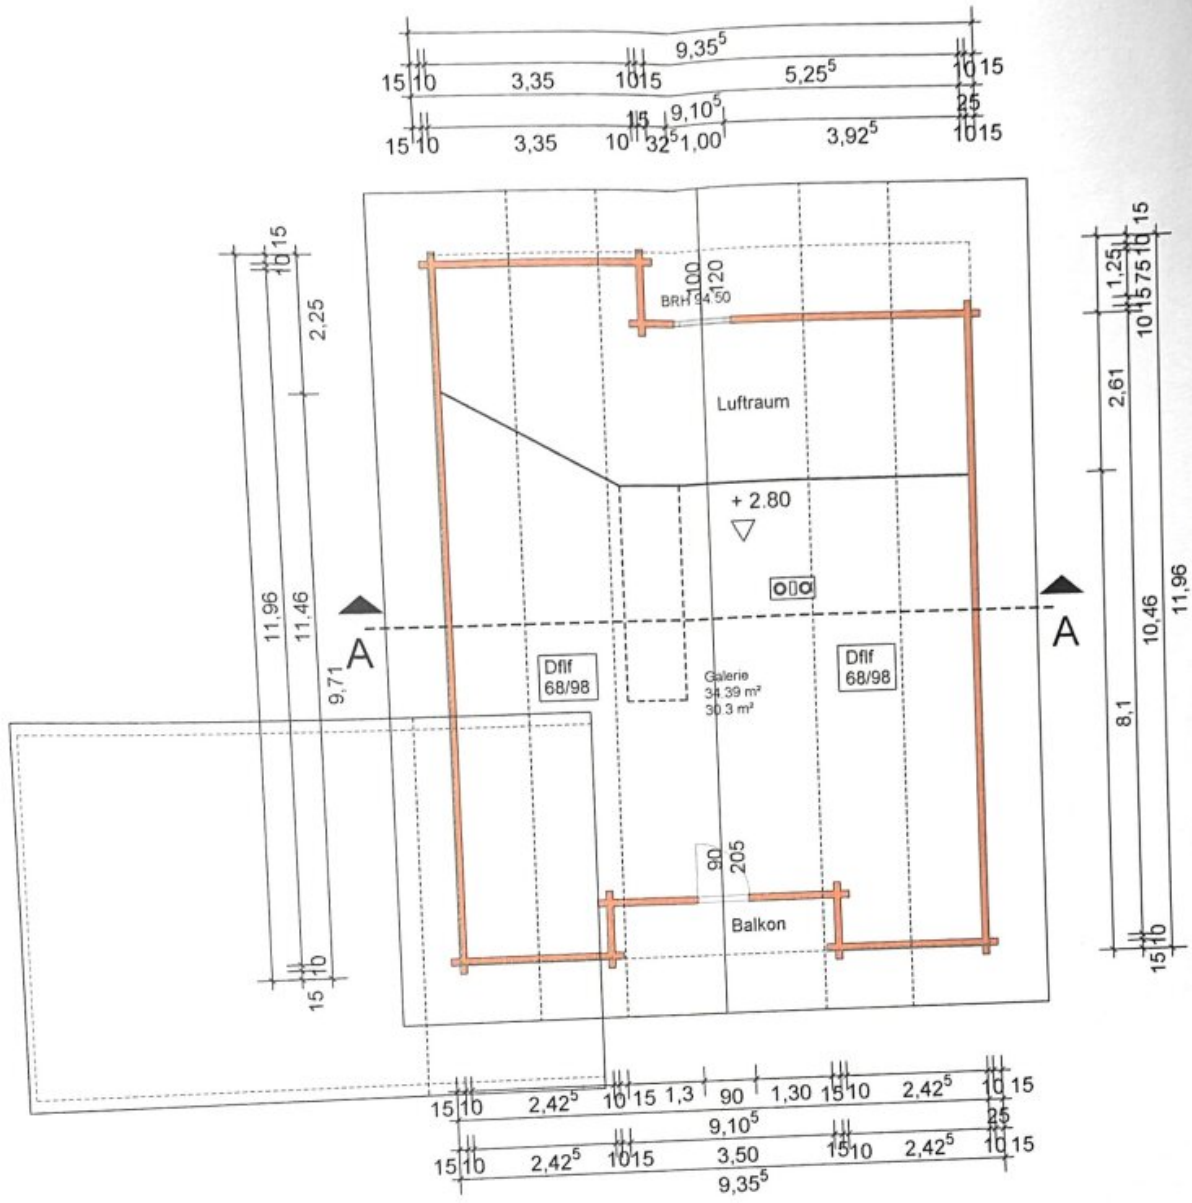 9,35⁵
15 10 3,35 10 15 5,25⁵ 10 15
9,10⁵ 25
15 10 3,35 10 15 32⁵ 1,00 3,92⁵ 10 15
15
10
2,25
11,96
11,46
9,71
10
15
15
10
1,25
75
15
10
2,61
10,46
11,96
8,1
10
15
100
120
BRH 94.50
Luftraum
+ 2.80
A
A
Dflf
68/98
Dflf
68/98
Galerie
34.39 m²
30.3 m²
90
205
Balkon
15 10 2,42⁵ 10 15 1,3 90 1,30 15 10 2,42⁵ 10 15
9,10⁵ 25
15 10 2,42⁵ 10 15 3,50 15 10 2,42⁵ 10 15
9,35⁵